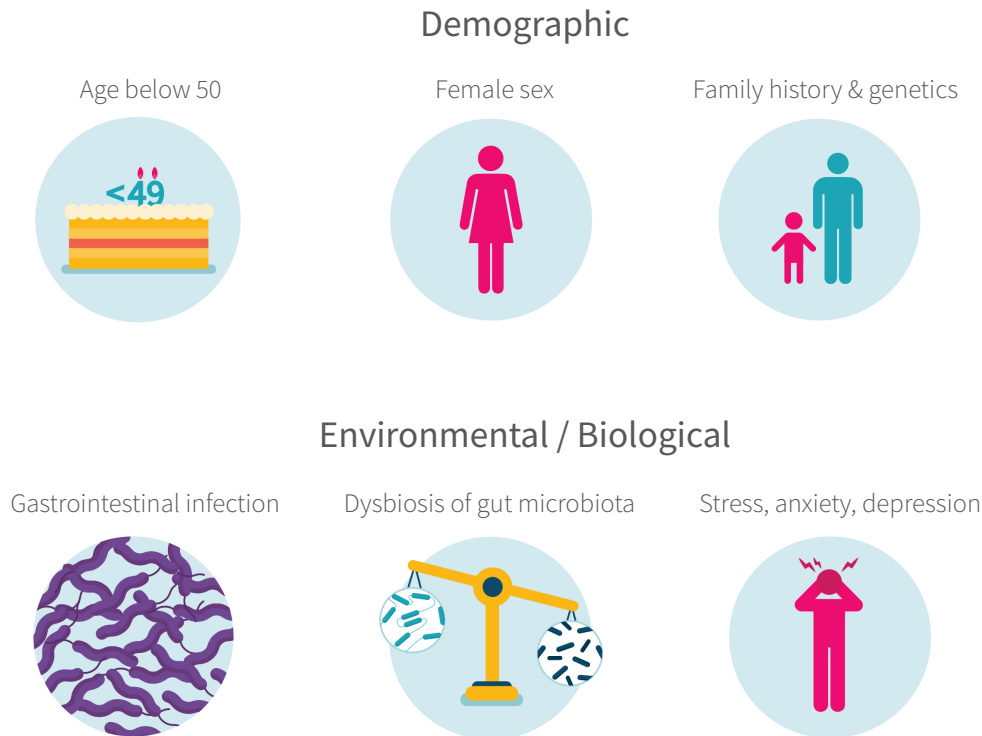 Demographic
Age below 50
Female sex
Family history & genetics
<49
Environmental / Biological
Gastrointestinal infection
Dysbiosis of gut microbiota
Stress, anxiety, depression